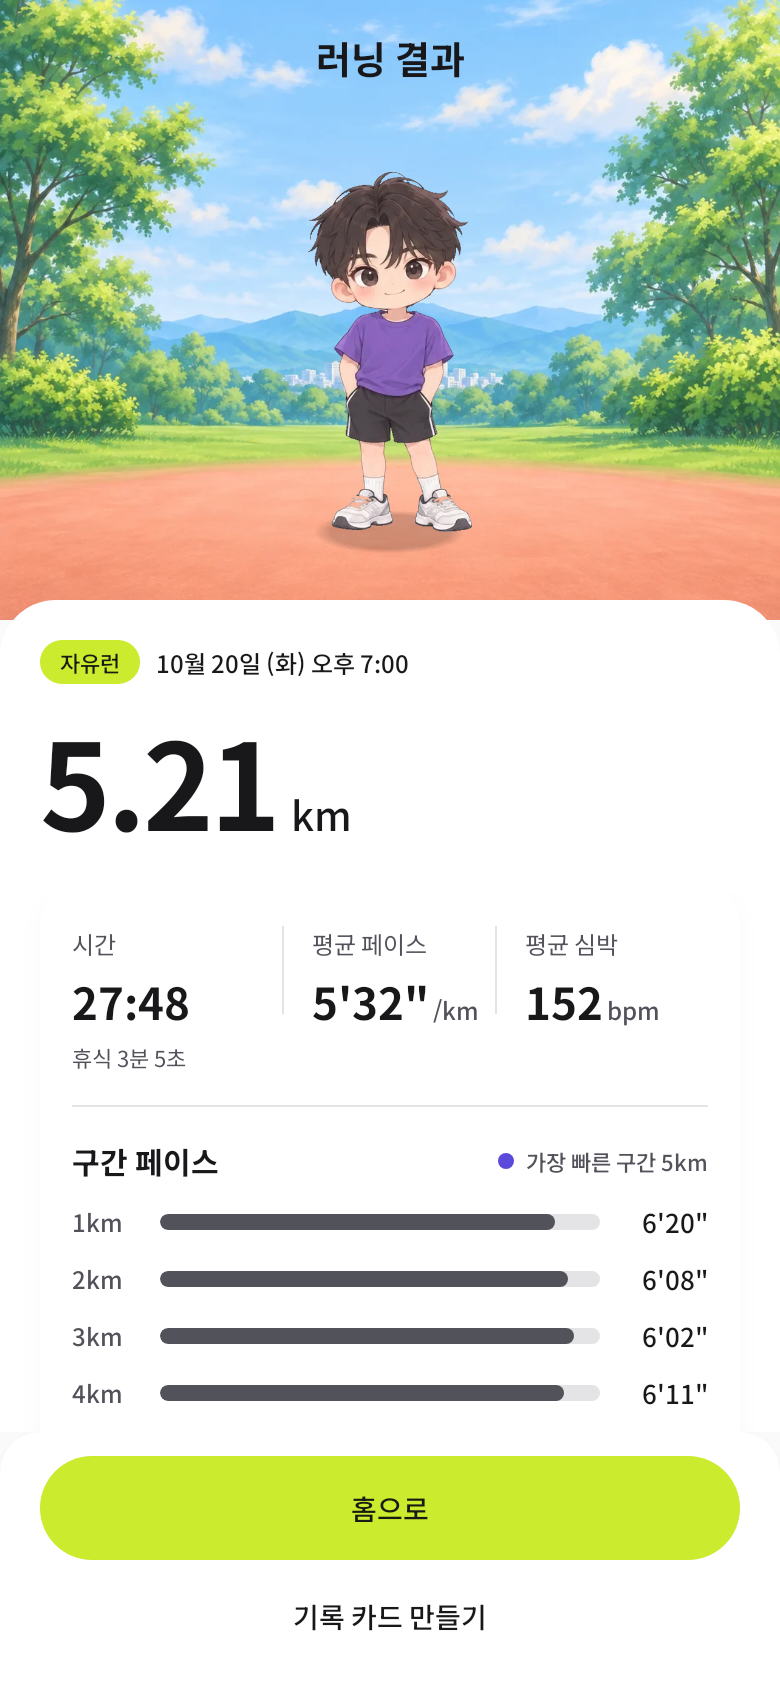 러닝 결과
자유런 10월 20일 (화) 오후 7:00
5.21 km
시간 평균 페이스 평균 심박
27:48 5'32" /km 152 bpm
휴식 3분 5초
구간 페이스 가장 빠른 구간 5km
1km 6'20"
2km 6'08"
3km 6'02"
4km 6'11"
홈으로
기록 카드 만들기